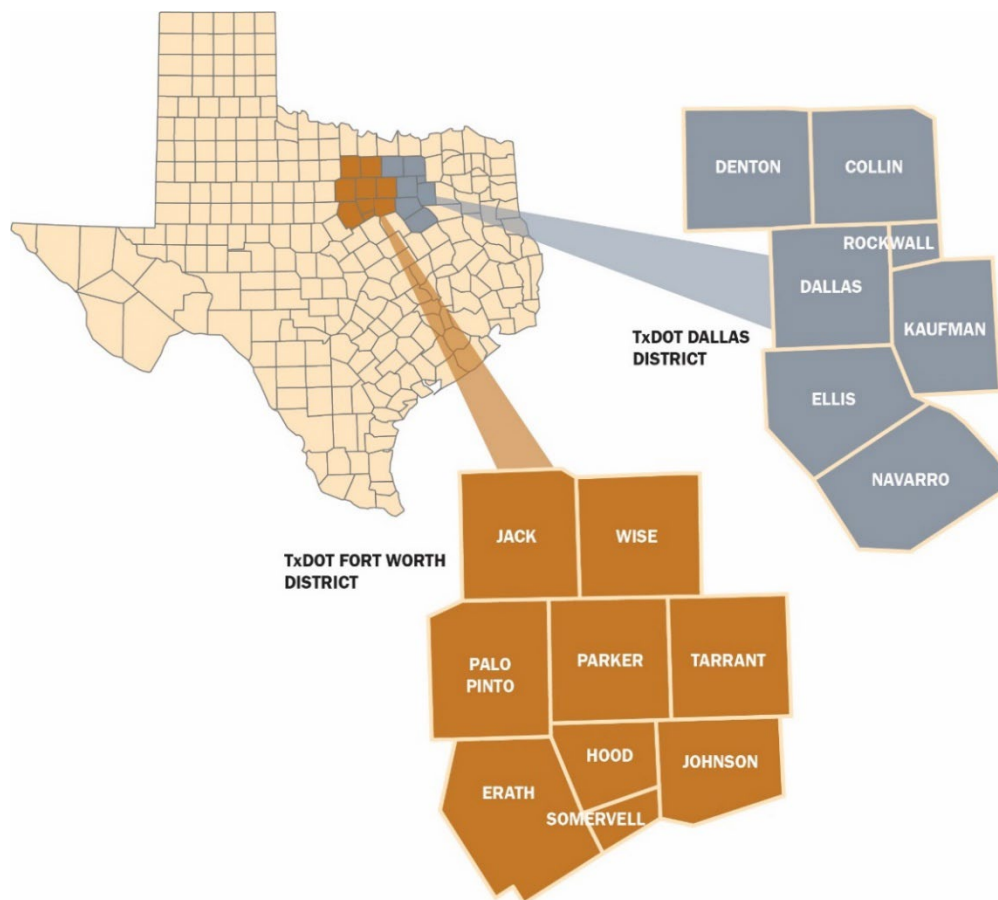 DENTON
COLLIN
ROCKWALL
DALLAS
KAUFMAN
TxDOT DALLAS
DISTRICT
ELLIS
NAVARRO
TxDOT FORT WORTH
DISTRICT
JACK
WISE
PALO
PINTO
PARKER
TARRANT
HOOD
JOHNSON
ERATH
SOMERVELL